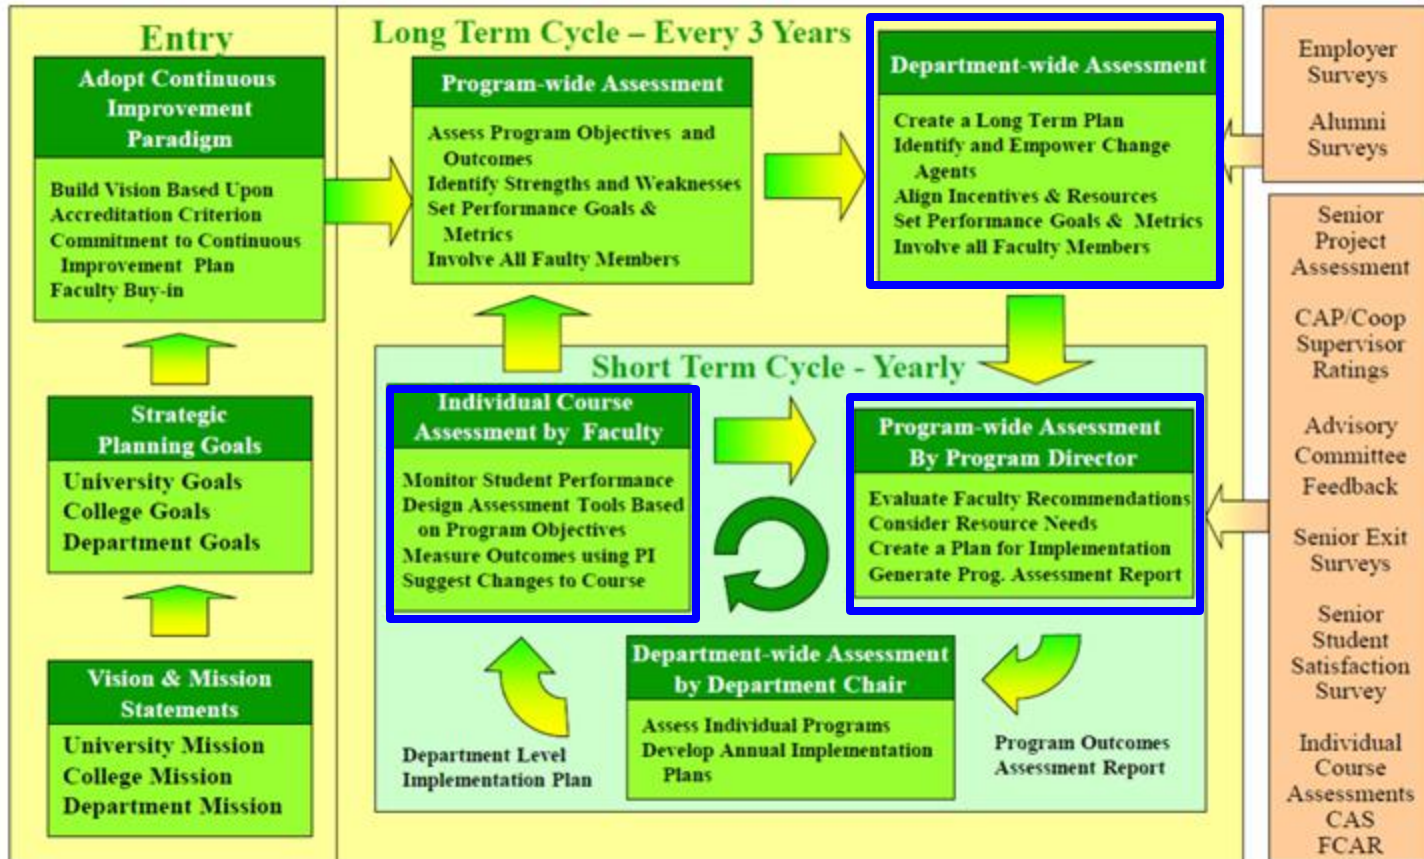 Entry
Adopt Continuous
Improvement
Paradigm
Build Vision Based Upon
Accreditation Criterion
Commitment to Continuous
Improvement Plan
Faculty Buy-in
Strategic
Planning Goals
University Goals
College Goals
Department Goals
Vision & Mission
Statements
University Mission
College Mission
Department Mission
Long Term Cycle – Every 3 Years
Program-wide Assessment
Assess Program Objectives and
Outcomes
Identify Strengths and Weaknesses
Set Performance Goals &
Metrics
Involve All Faulty Members
Department-wide Assessment
Create a Long Term Plan
Identify and Empower Change
Agents
Align Incentives & Resources
Set Performance Goals & Metrics
Involve all Faculty Members
Short Term Cycle - Yearly
Individual Course
Assessment by Faculty
Monitor Student Performance
Design Assessment Tools Based
on Program Objectives
Measure Outcomes using PI
Suggest Changes to Course
Program-wide Assessment
By Program Director
Evaluate Faculty Recommendations
Consider Resource Needs
Create a Plan for Implementation
Generate Prog. Assessment Report
Department-wide Assessment
by Department Chair
Assess Individual Programs
Develop Annual Implementation
Plans
Department Level
Implementation Plan
Program Outcomes
Assessment Report
Employer
Surveys
Alumni
Surveys
Senior
Project
Assessment
CAP/Coop
Supervisor
Ratings
Advisory
Committee
Feedback
Senior Exit
Surveys
Senior
Student
Satisfaction
Survey
Individual
Course
Assessments
CAS
FCAR